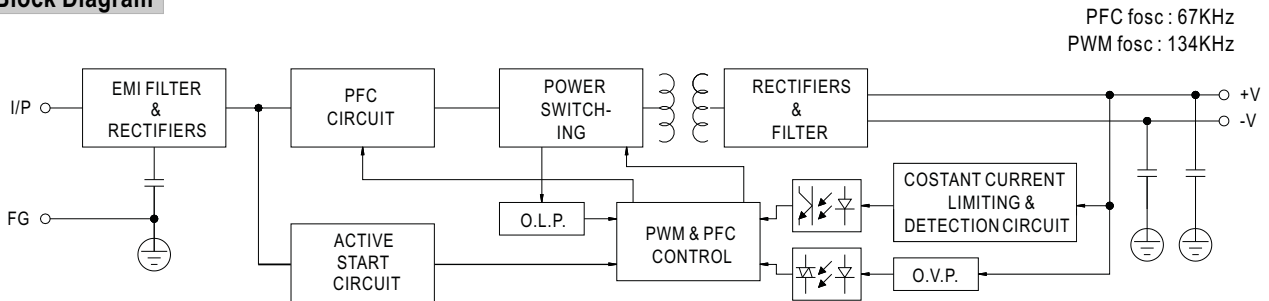 Block Diagram
PFC fosc : 67KHz
PWM fosc : 134KHz
I/P
EMI FILTER
&
RECTIFIERS
PFC
CIRCUIT
POWER
SWITCH-
ING
RECTIFIERS
&
FILTER
+V
-V
FG
O.L.P.
PWM & PFC
CONTROL
COSTANT CURRENT
LIMITING &
DETECTION CIRCUIT
ACTIVE
START
CIRCUIT
O.V.P.